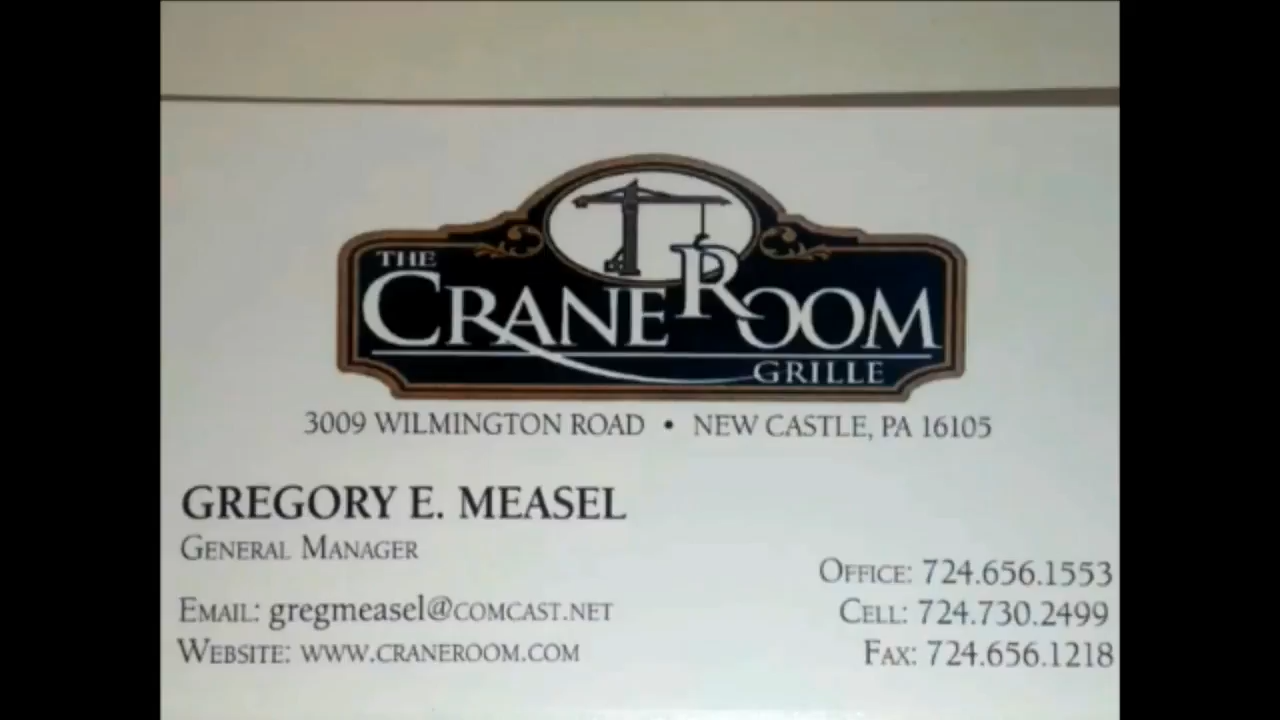 THE
CRANE ROOM
GRILLE
3009 WILMINGTON ROAD • NEW CASTLE, PA 16105
GREGORY E. MEASEL
GENERAL MANAGER
OFFICE: 724.656.1553
EMAIL: gregmeasel@COMCAST.NET
CELL: 724.730.2499
WEBSITE: WWW.CRANEROOM.COM
FAX: 724.656.1218